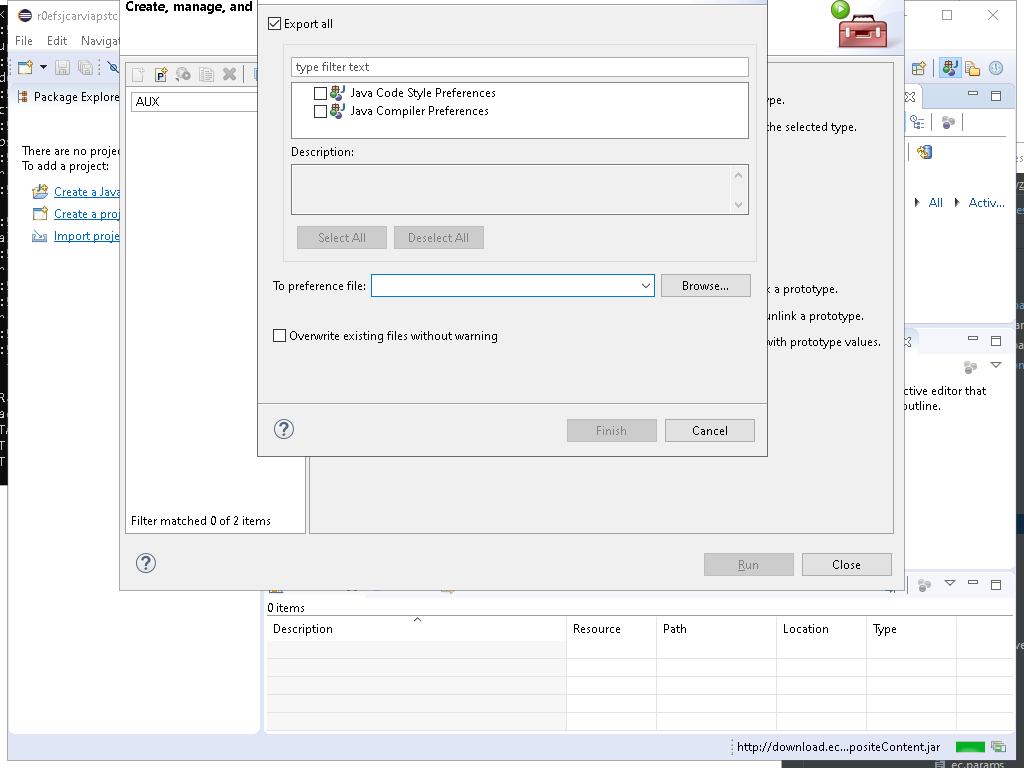 r0efsjcarviapstc
Create, manage, and
File Edit Navigat
Export all
type filter text
Package Explore
Java Code Style Preferences
AUX
Java Compiler Preferences
ype.
the selected type.
Description:
There are no projec
To add a project:
Create a Java
Create a proj
Import proje
All
Activ...
Select All
Deselect All
To preference file:
Browse...
k a prototype.
unlink a prototype.
Overwrite existing files without warning
with prototype values.
ctive editor that
outline.
Finish
Cancel
Filter matched 0 of 2 items
Run
Close
0 items
Description Resource Path Location Type
http://download.ec...positeContent.jar
ec.params